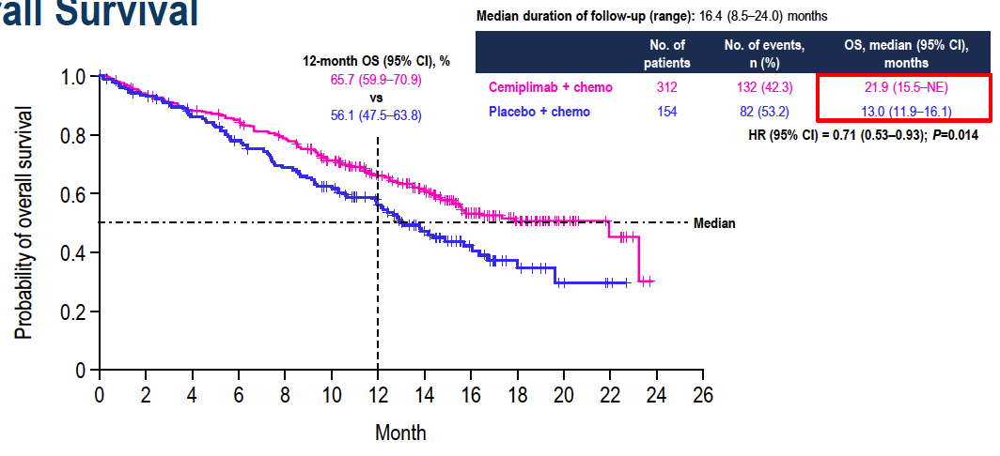 Survival
Median duration of follow-up (range): 16.4 (8.5–24.0) months
No. of patients
No. of events, n (%)
OS, median (95% CI), months
Cemiplimab + chemo 312 132 (42.3) 21.9 (15.5–NE)
Placebo + chemo 154 82 (53.2) 13.0 (11.9–16.1)
HR (95% CI) = 0.71 (0.53–0.93); P=0.014
12-month OS (95% CI), %
65.7 (59.9–70.9)
vs
56.1 (47.5–63.8)
Probability of overall survival
1.0
0.8
0.6
0.4
0.2
0
Median
0 2 4 6 8 10 12 14 16 18 20 22 24 26
Month